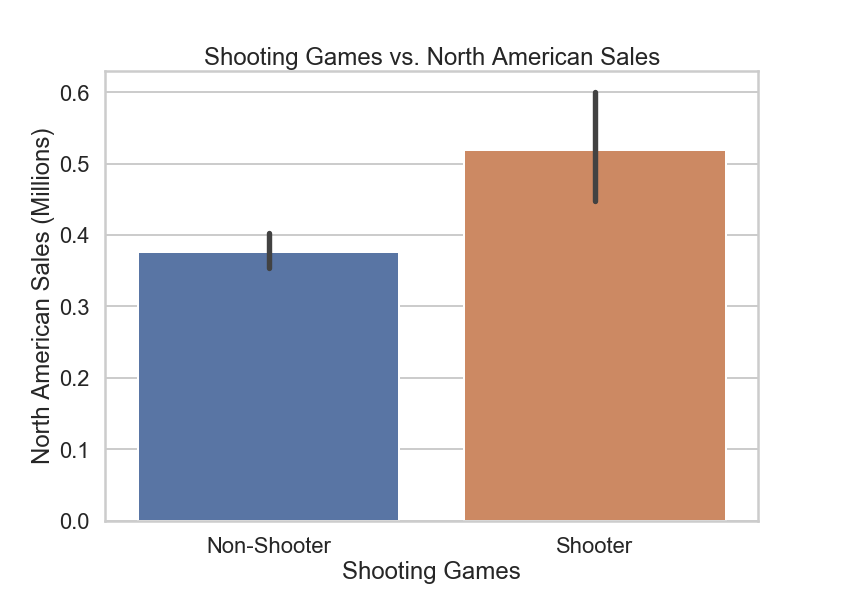 Shooting Games vs. North American Sales
North American Sales (Millions)
0.6
0.5
0.4
0.3
0.2
0.1
0.0
Non-Shooter
Shooter
Shooting Games